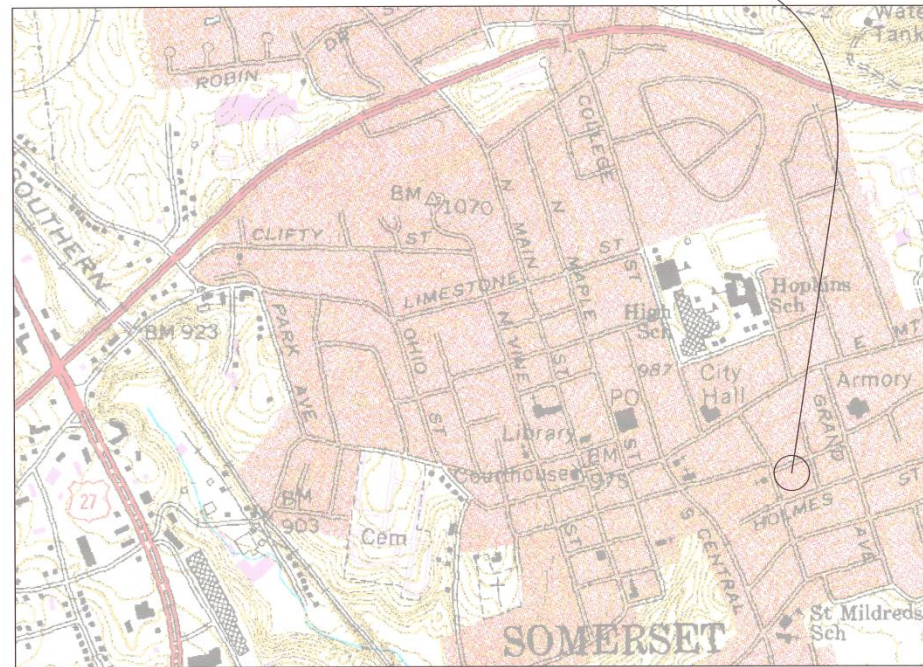 Water
Tank
ROBIN
DR
ST
COLLEGE
ST
SOUTHERN
BM 1070
CLIFTY ST
N MAIN ST
N MAPLE ST
LIMESTONE ST
Hopkins
Sch
High
Sch
BM 923
PARK AVE
OHIO ST
N VINE
987
City
Hall
E M
Armory
GRAND AVE
PO
Library
Courthouse
BM
975
27
BM
903
Cem
ST
S CENTRAL
HOLMES ST
St Mildreds
Sch
SOMERSET